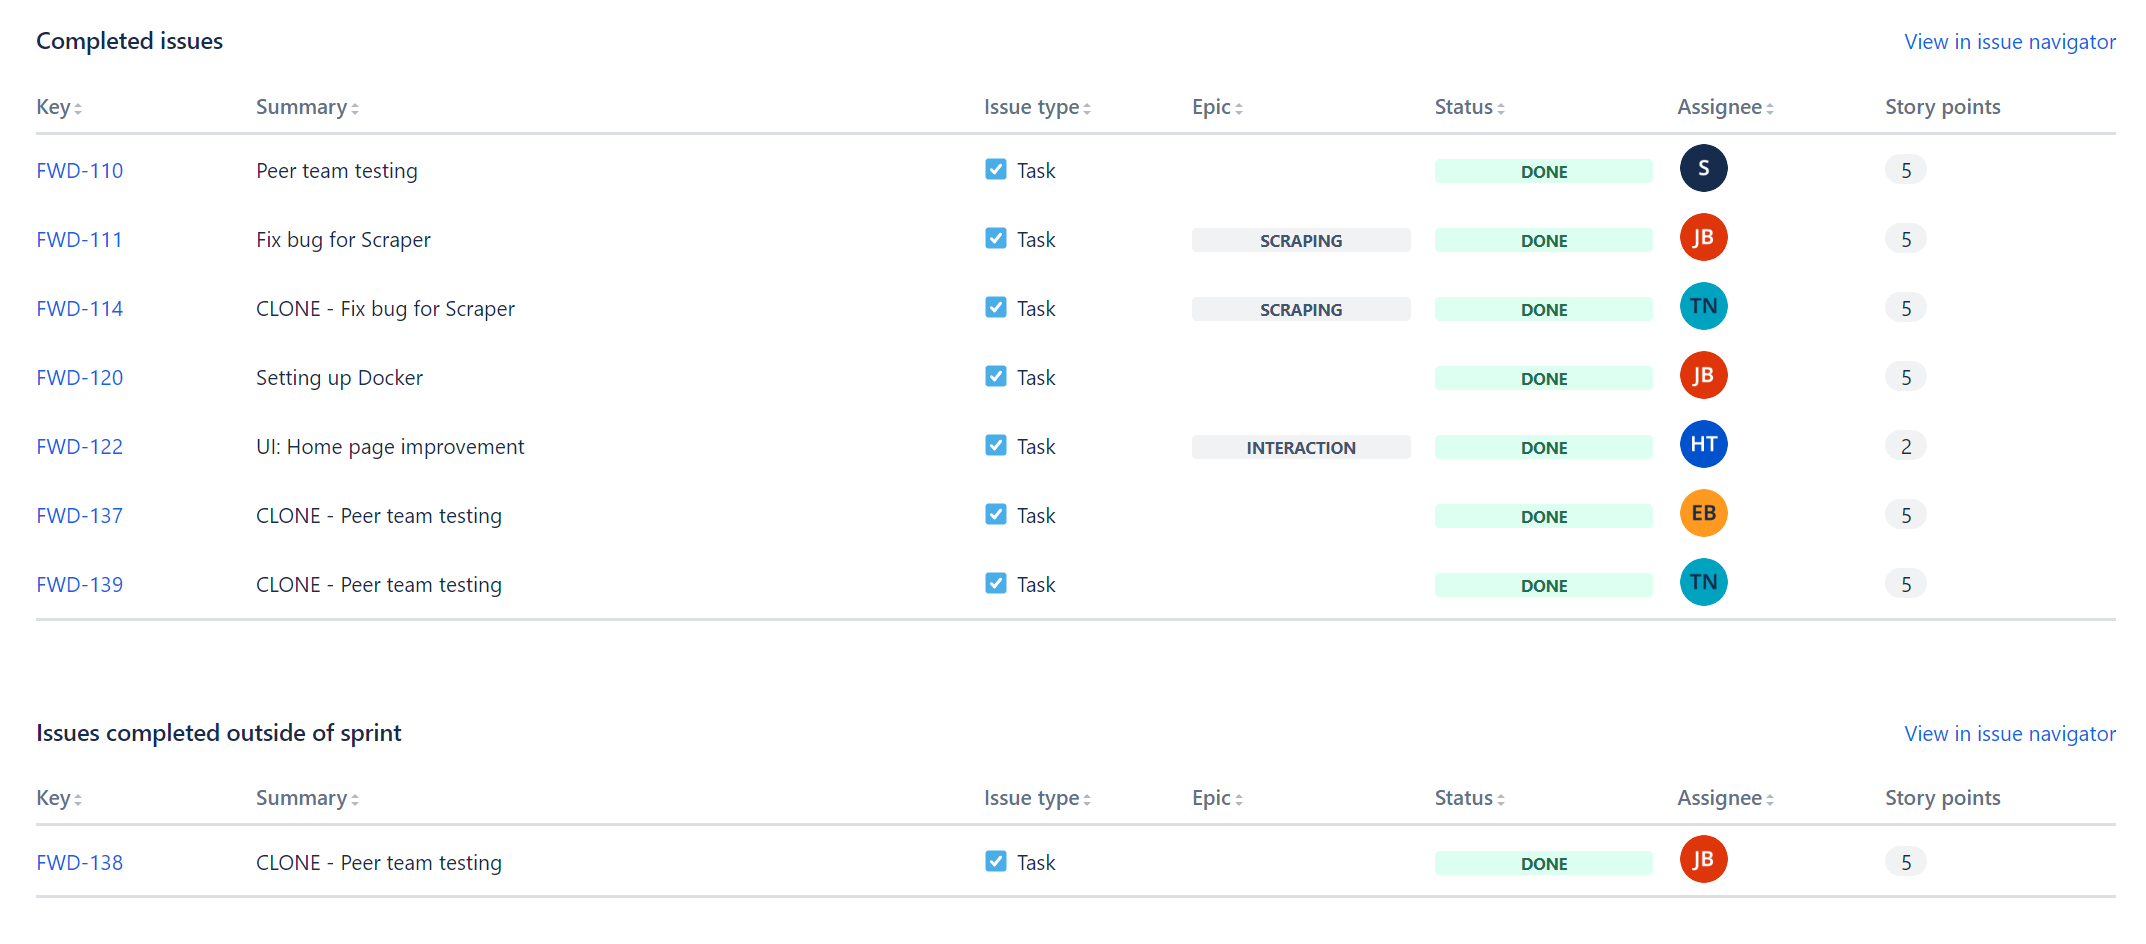 Completed issues View in issue navigator
Key Summary Issue type Epic Status Assignee Story points
FWD-110 Peer team testing Task DONE S 5
FWD-111 Fix bug for Scraper Task SCRAPING DONE JB 5
FWD-114 CLONE - Fix bug for Scraper Task SCRAPING DONE TN 5
FWD-120 Setting up Docker Task DONE JB 5
FWD-122 UI: Home page improvement Task INTERACTION DONE HT 2
FWD-137 CLONE - Peer team testing Task DONE EB 5
FWD-139 CLONE - Peer team testing Task DONE TN 5
Issues completed outside of sprint View in issue navigator
Key Summary Issue type Epic Status Assignee Story points
FWD-138 CLONE - Peer team testing Task DONE JB 5